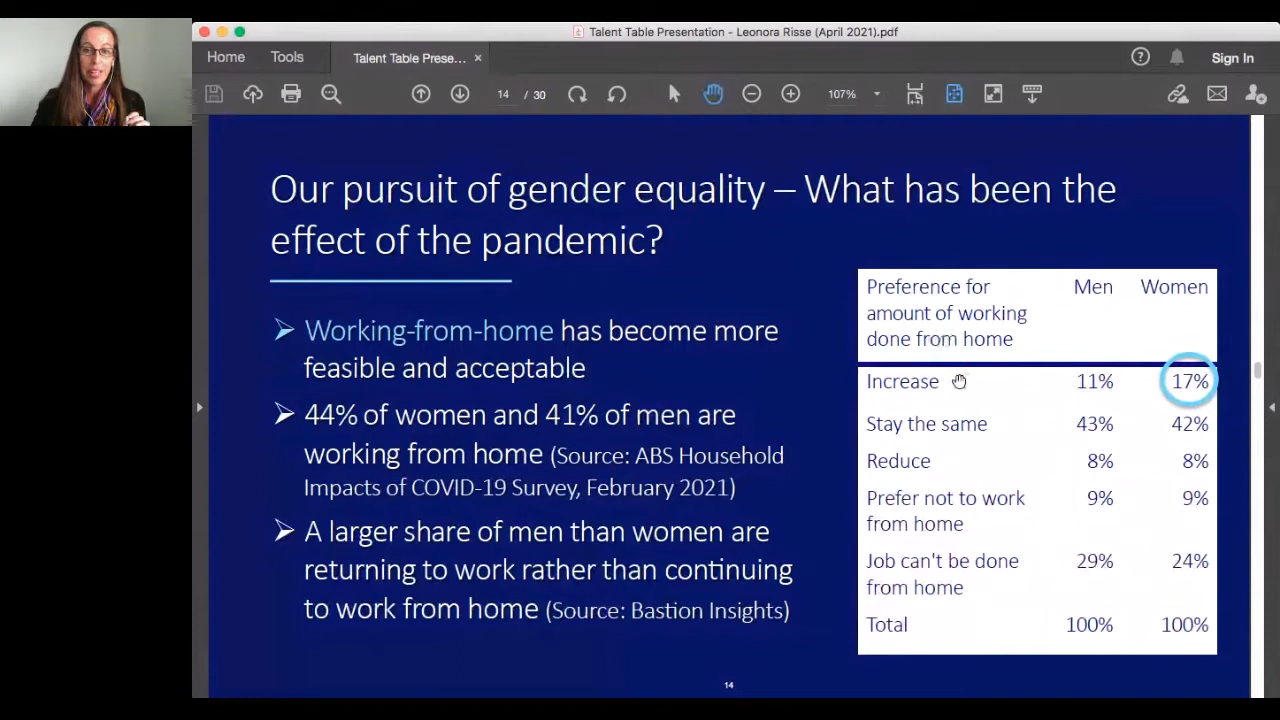 Talent Table Presentation - Leonora Risse (April 2021).pdf
Home Tools Talent Table Prese... × Sign In
14 / 30 107%
Our pursuit of gender equality – What has been the
effect of the pandemic?
➢ Working-from-home has become more
feasible and acceptable
➢ 44% of women and 41% of men are
working from home (Source: ABS Household
Impacts of COVID-19 Survey, February 2021)
➢ A larger share of men than women are
returning to work rather than continuing
to work from home (Source: Bastion Insights)
Preference for Men Women
amount of working
done from home
Increase 11% 17%
Stay the same 43% 42%
Reduce 8% 8%
Prefer not to work 9% 9%
from home
Job can't be done 29% 24%
from home
Total 100% 100%
14